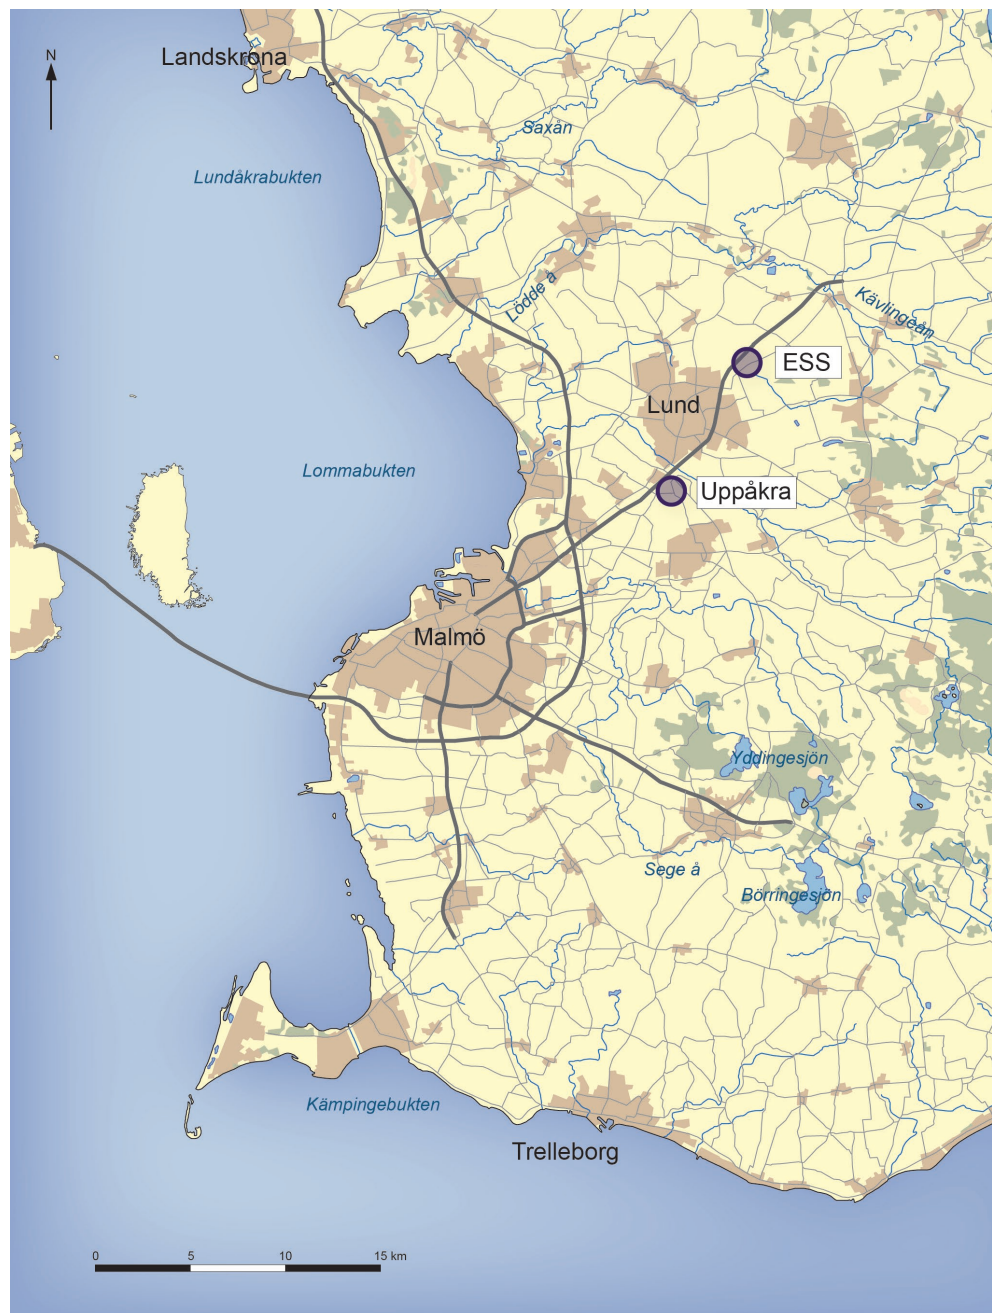 N
Landskrona
Saxån
Lundåkrabukten
Lödde å
Kävlingeån
ESS
Lund
Lommabukten
Uppåkra
Malmö
Yddingesjön
Sege å
Börringesjön
Kämpingebukten
Trelleborg
0 5 10 15 km